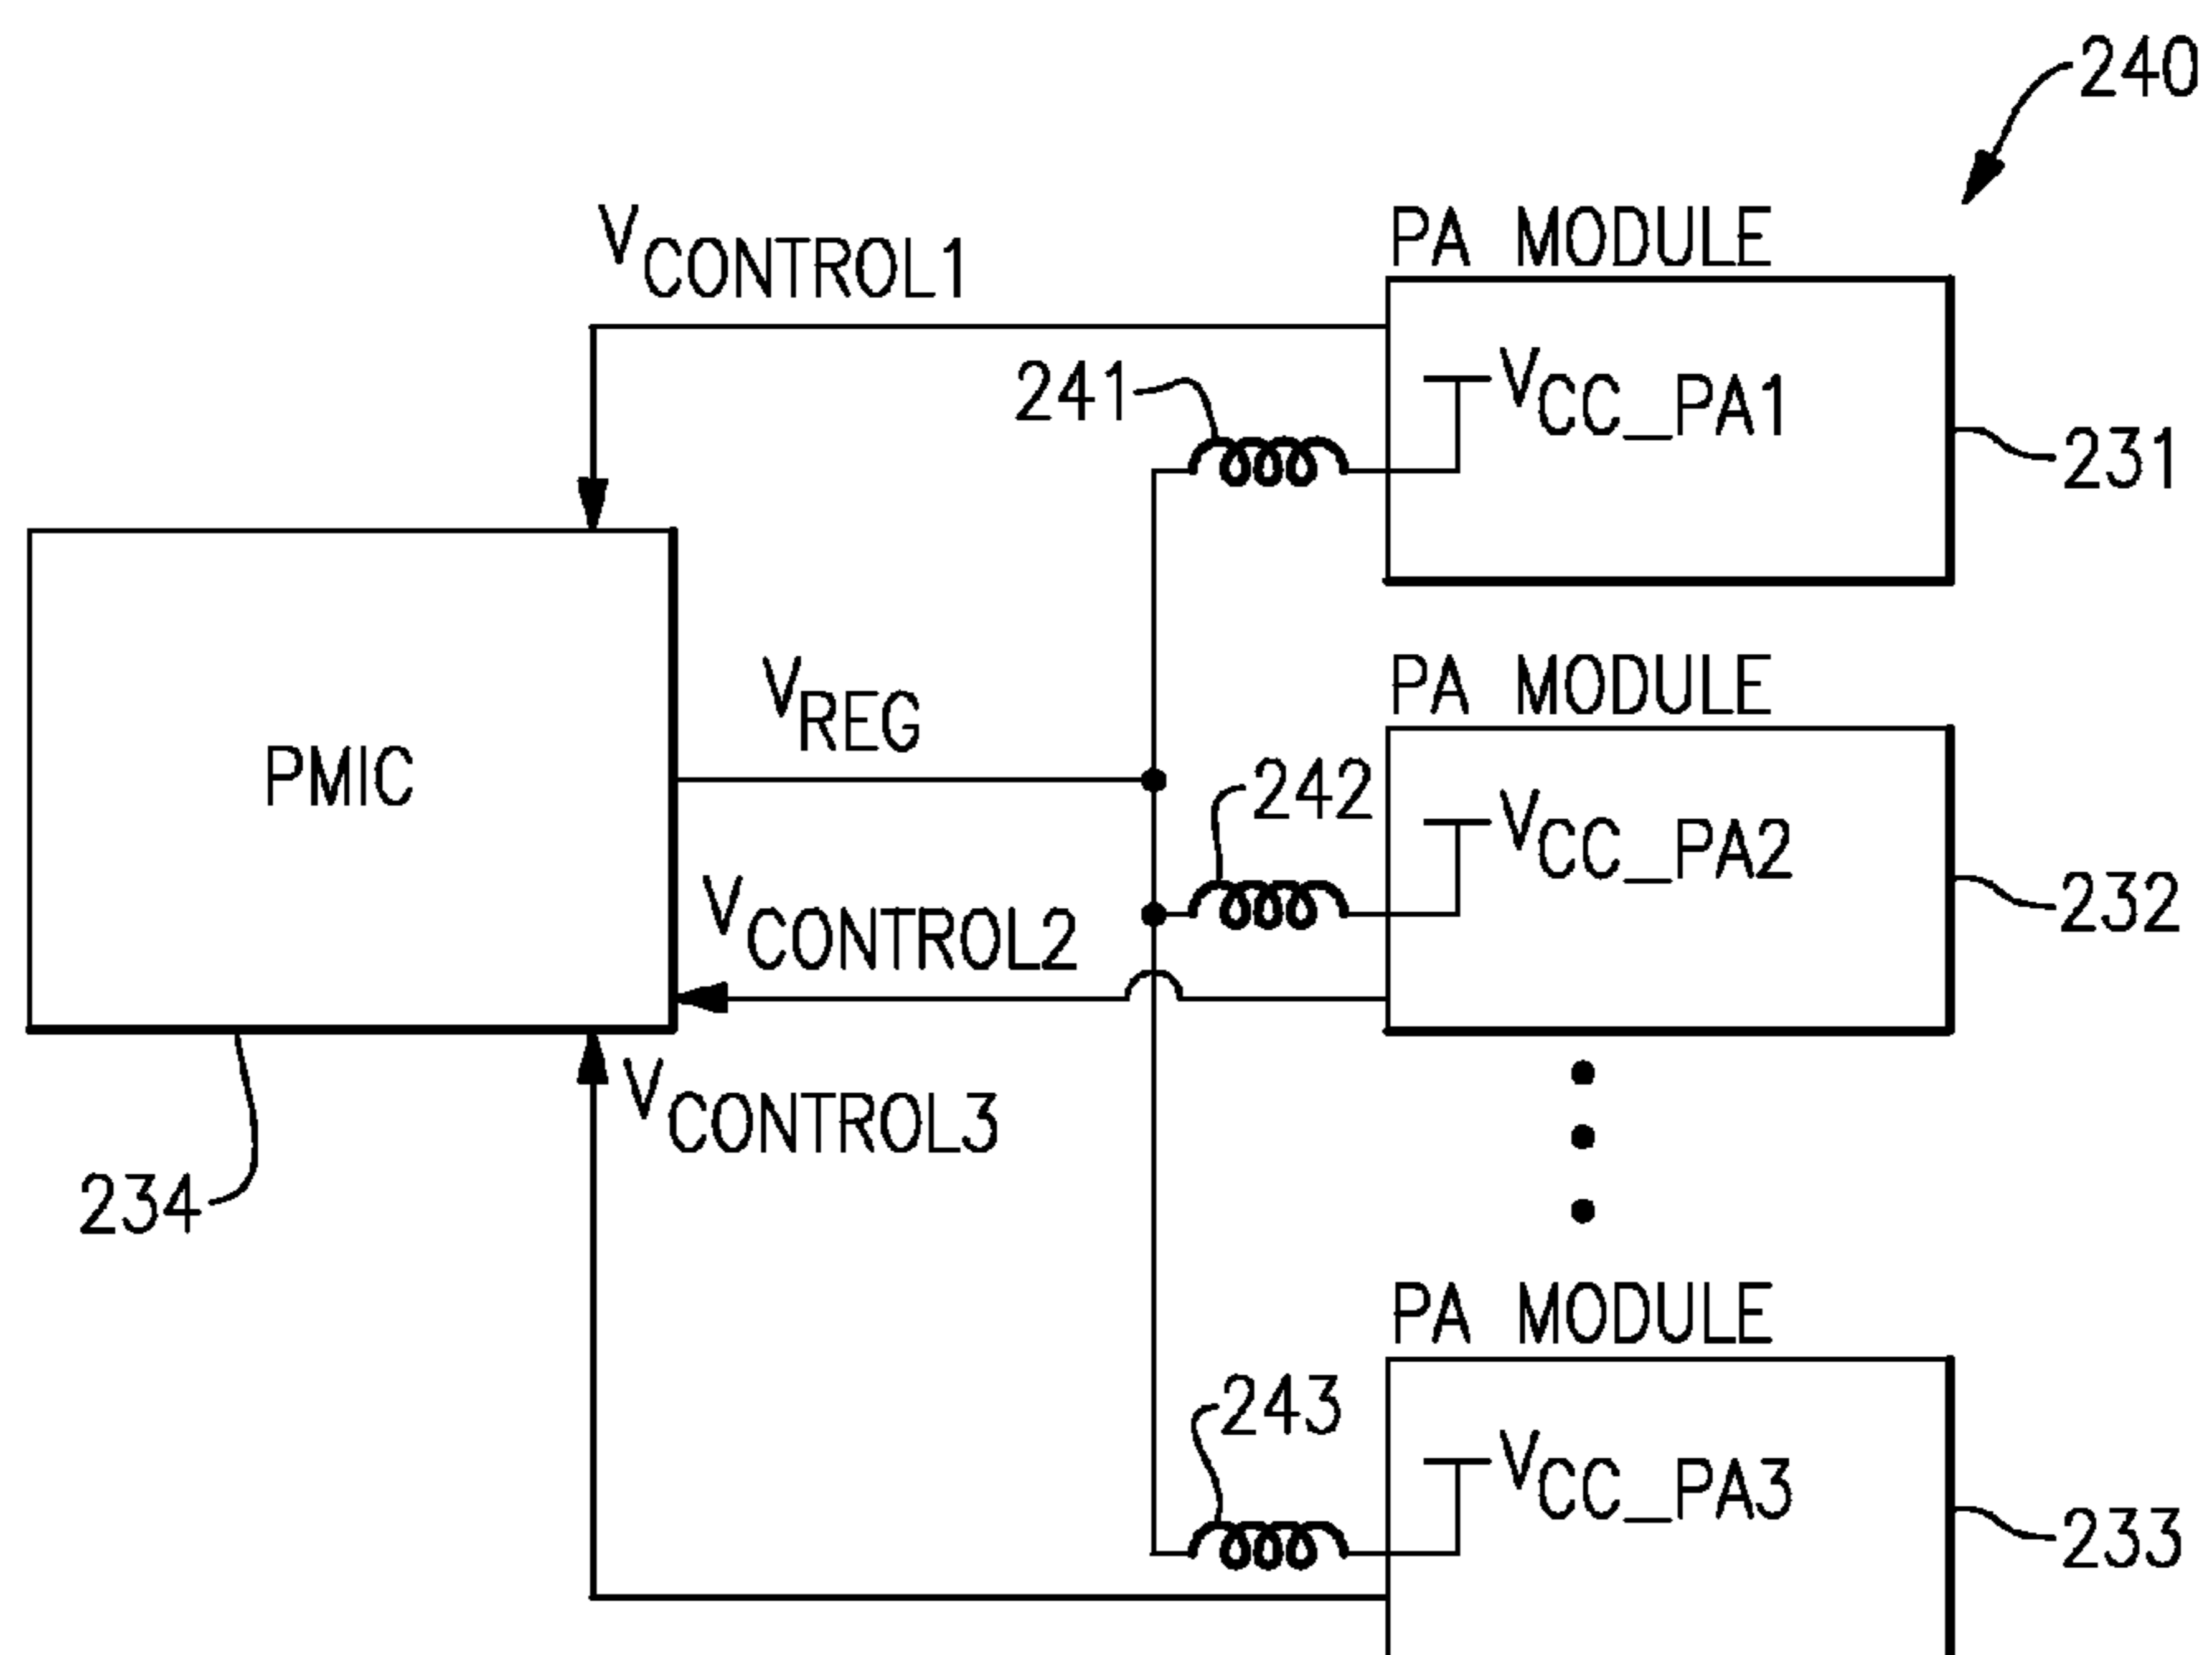 240
PA MODULE
VCONTROL1
241
VCC_PA1
231
PA MODULE
VREG
PMIC
242
VCC_PA2
VCONTROL2
232
VCONTROL3
234
PA MODULE
243
VCC_PA3
233